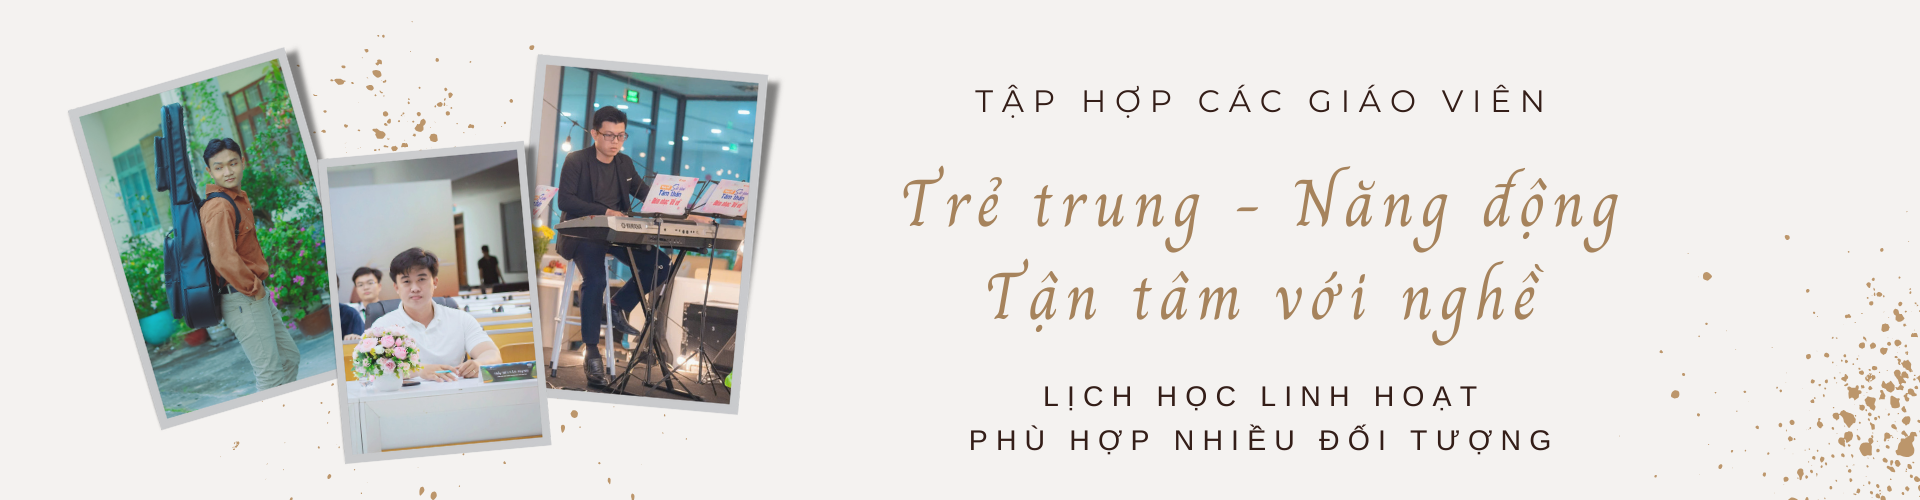 TẬP HỢP CÁC GIÁO VIÊN
Trẻ trung - Năng động
Tận tâm với nghề
LỊCH HỌC LINH HOẠT
PHÙ HỢP NHIỀU ĐỐI TƯỢNG